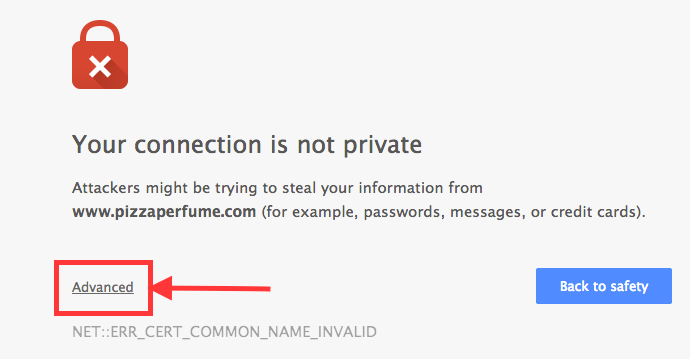 Your connection is not private
Attackers might be trying to steal your information from
www.pizzaperfume.com (for example, passwords, messages, or credit cards).
Advanced
Back to safety
NET::ERR_CERT_COMMON_NAME_INVALID